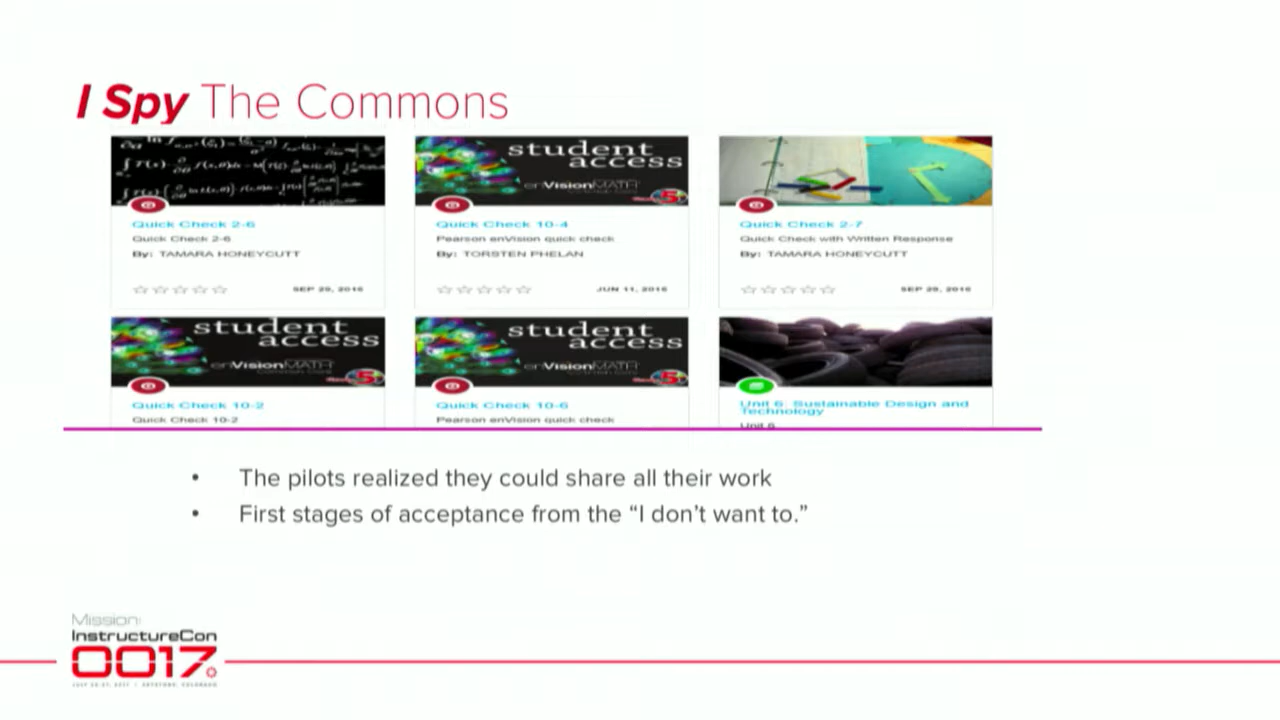 I Spy The Commons
student
access
enVisionMATH
5
Quick Check 2-6
Quick Check 2-6
By: TAMARA HONEYCUTT
SEP 29, 2016
Quick Check 10-4
Pearson enVision quick check
By: TORSTEN PHELAN
JUN 11, 2016
Quick Check 2-7
Quick Check with Written Response
By: TAMARA HONEYCUTT
SEP 29, 2016
student
access
enVisionMATH
5
student
access
enVisionMATH
5
Quick Check 10-2
Quick Check 10-2
Quick Check 10-6
Pearson enVision quick check
Unit 6: Sustainable Design and
Technology
Unit 6
• The pilots realized they could share all their work
• First stages of acceptance from the “I don’t want to.”
Mission:
InstructureCon
0017